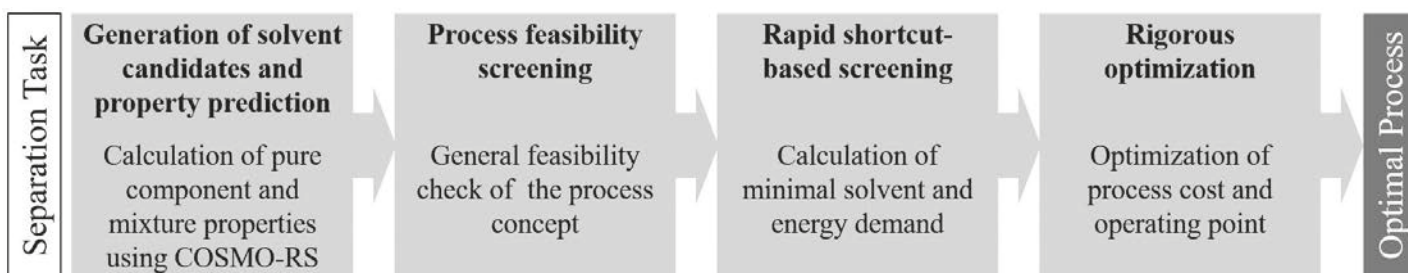 Separation Task
Generation of solvent
candidates and
property prediction
Calculation of pure
component and
mixture properties
using COSMO-RS
Process feasibility
screening
General feasibility
check of the process
concept
Rapid shortcut-
based screening
Calculation of
minimal solvent and
energy demand
Rigorous
optimization
Optimization of
process cost and
operating point
Optimal Process